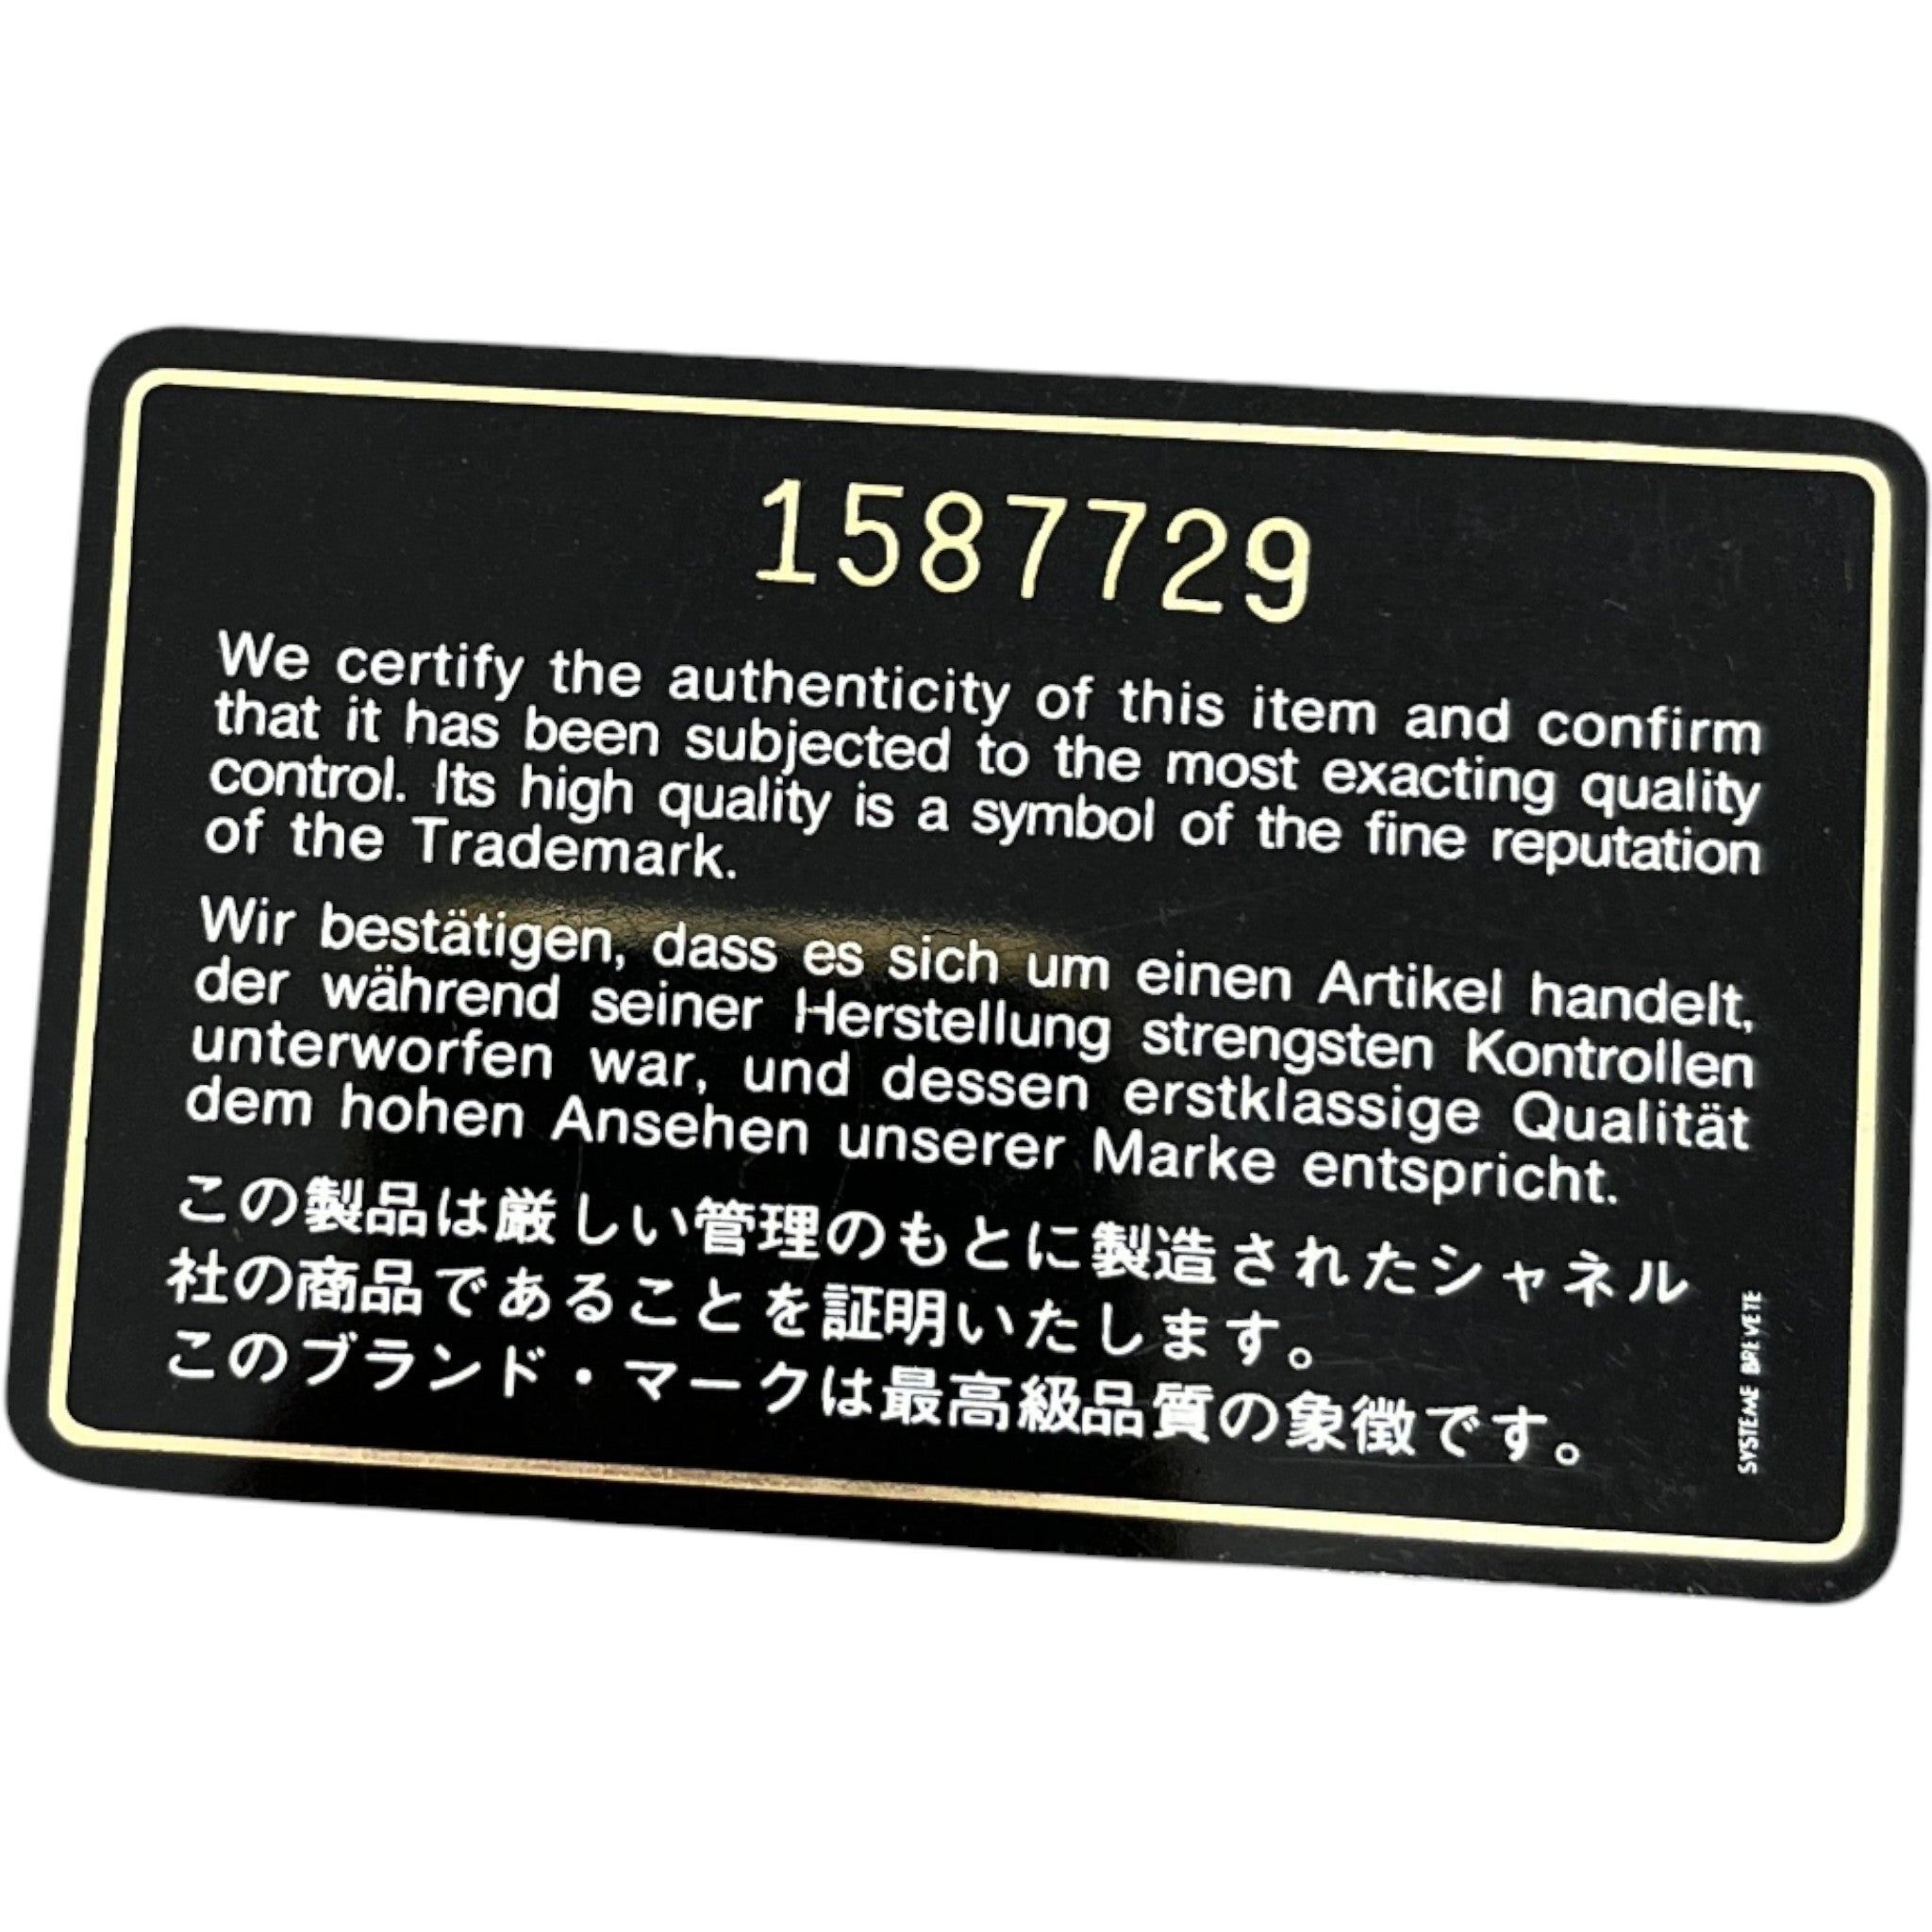 1587729
We certify the authenticity of this item and confirm
that it has been subjected to the most exacting quality
control. Its high quality is a symbol of the fine reputation
of the Trademark.
Wir bestätigen, dass es sich um einen Artikel handelt,
der während seiner Herstellung strengsten Kontrollen
unterworfen war, und dessen erstklassige Qualität
dem hohen Ansehen unserer Marke entspricht.
この製品は厳しい管理のもとに製造されたシャネル
社の商品であることを証明いたします。
このブランド・マークは最高級品質の象徴です。
SYSTEME BREVETE